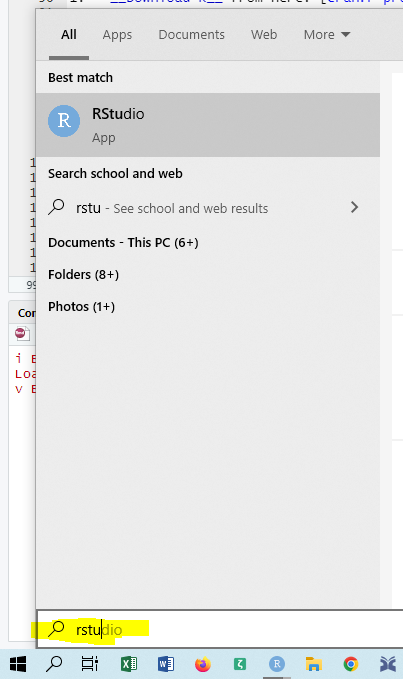 All Apps Documents Web More
Best match
R RStudio
App
Search school and web
rstu - See school and web results
Documents - This PC (6+)
Folders (8+)
Photos (1+)
rstudio